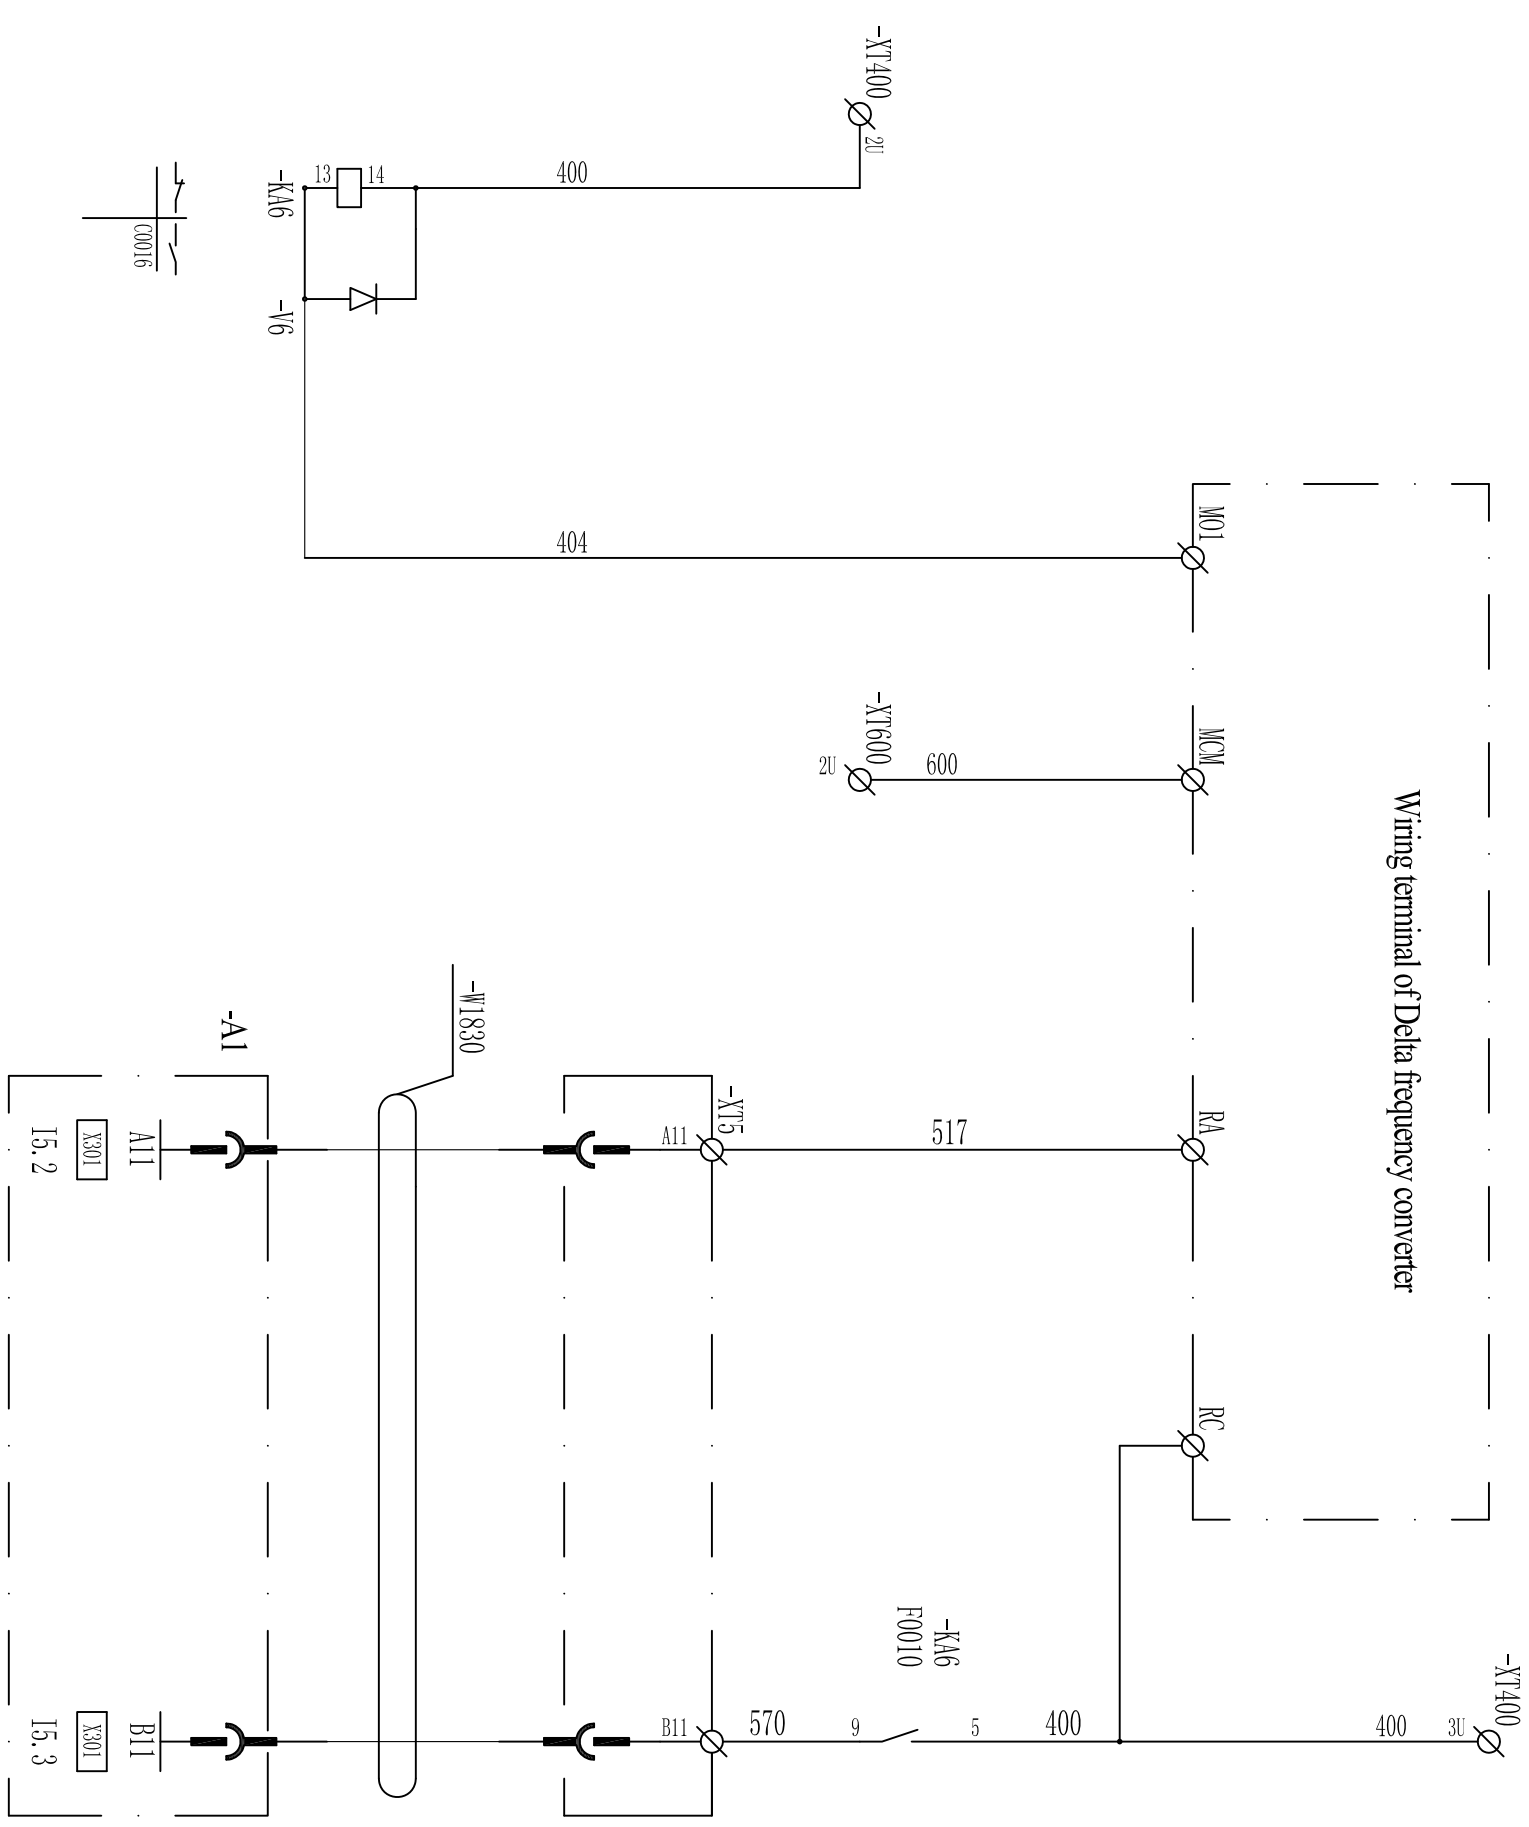 -XT400
2U
400
13
14
-KA6
C0016
-V6
M01
404
-XT600
2U
600
MCM
Wiring terminal of Delta frequency converter
-W1830
-A1
A11
X301
I5.2
-XT5
A11
517
RA
RC
-KA6
F0010
-XT400
3U
400
400
5
9
570
B11
B11
X301
I5.3